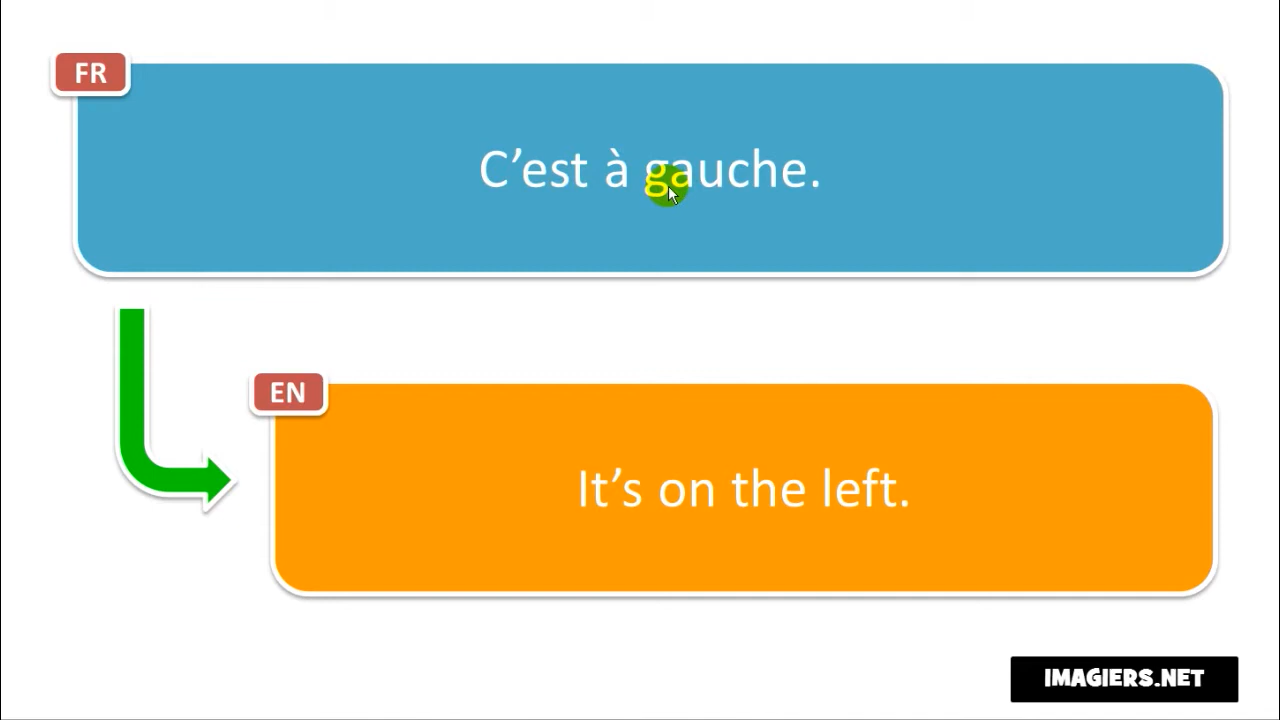 FR
C’est à gauche.
EN
It’s on the left.
IMAGIERS.NET